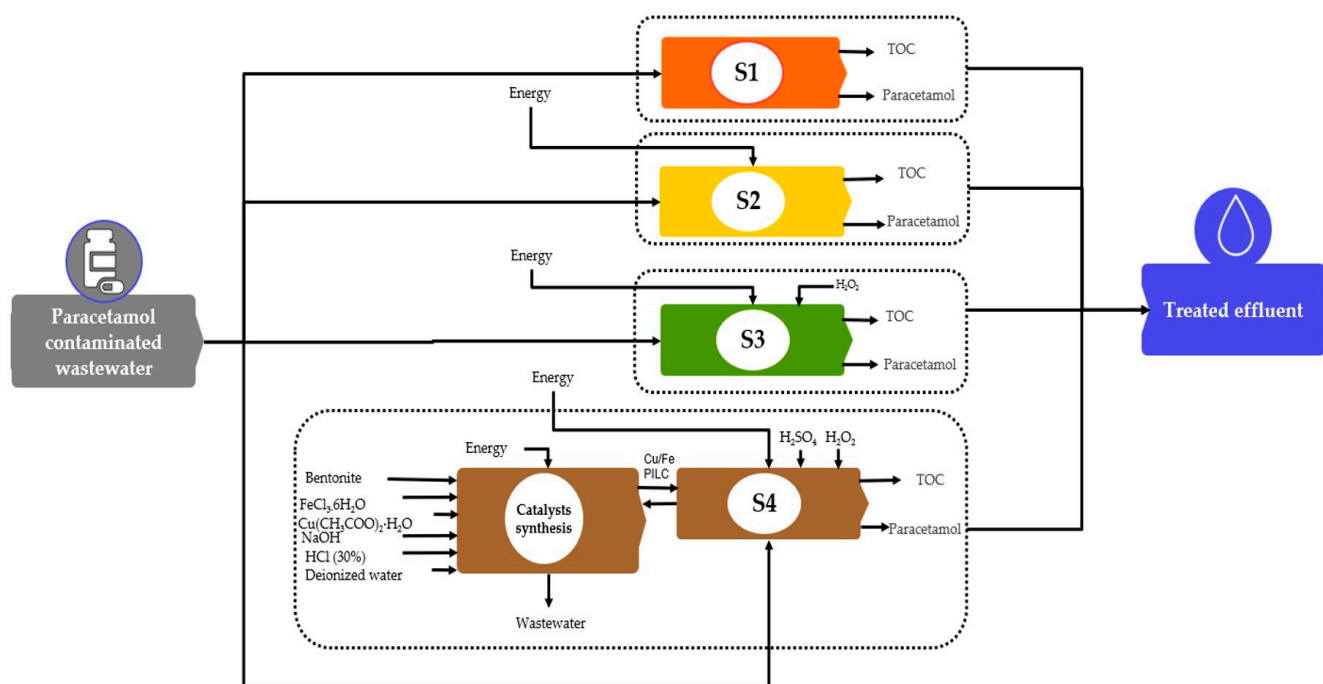 S1
TOC
Paracetamol
Energy
S2
TOC
Paracetamol
Energy
S3
H₂O₂
TOC
Paracetamol
Paracetamol
contaminated
wastewater
Treated effluent
Energy
Energy
Bentonite
FeCl₃.6H₂O
Cu(CH₃COO)₂·H₂O
NaOH
HCl (30%)
Deionized water
Catalysts
synthesis
Wastewater
Cu/Fe
PILC
S4
H₂SO₄
H₂O₂
TOC
Paracetamol